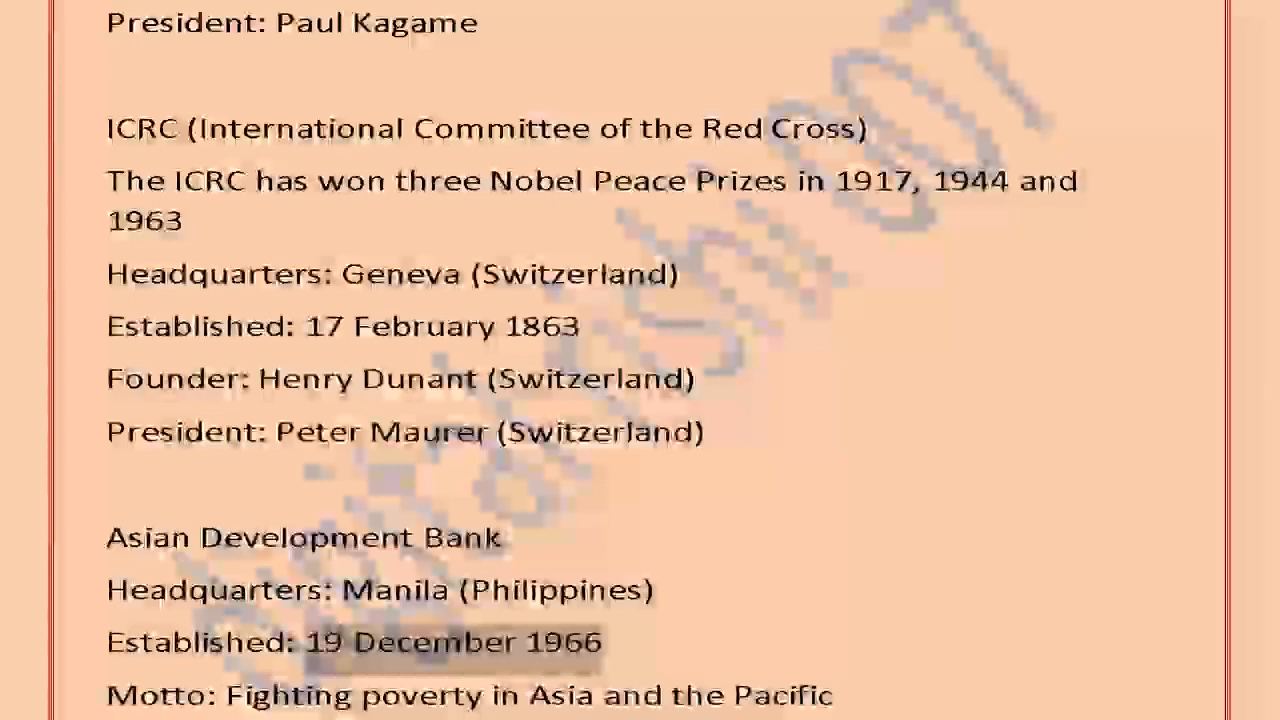 President: Paul Kagame
ICRC (International Committee of the Red Cross)
The ICRC has won three Nobel Peace Prizes in 1917, 1944 and
1963
Headquarters: Geneva (Switzerland)
Established: 17 February 1863
Founder: Henry Dunant (Switzerland)
President: Peter Maurer (Switzerland)
Asian Development Bank
Headquarters: Manila (Philippines)
Established: 19 December 1966
Motto: Fighting poverty in Asia and the Pacific